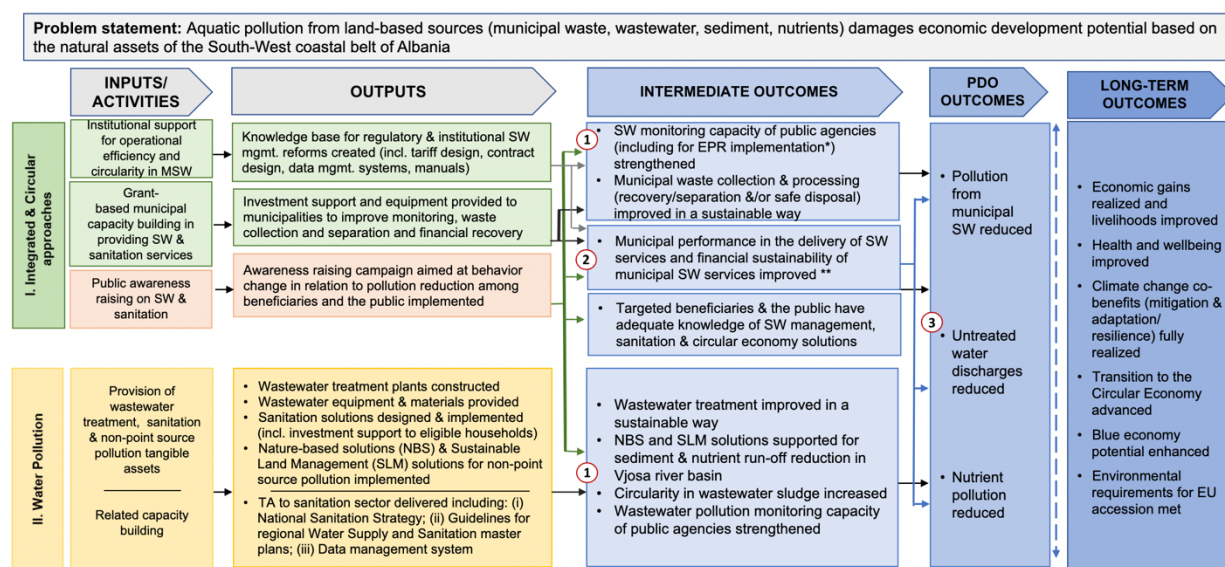 Problem statement: Aquatic pollution from land-based sources (municipal waste, wastewater, sediment, nutrients) damages economic development potential based on
the natural assets of the South-West coastal belt of Albania
INPUTS/
ACTIVITIES
OUTPUTS
INTERMEDIATE OUTCOMES
PDO
OUTCOMES
LONG-TERM
OUTCOMES
I. Integrated & Circular
approaches
Institutional support
for operational
efficiency and
circularity in MSW
Grant-
based municipal
capacity building in
providing SW &
sanitation services
Public awareness
raising on SW &
sanitation
Knowledge base for regulatory & institutional SW
mgmt. reforms created (incl. tariff design, contract
design, data mgmt. systems, manuals)
Investment support and equipment provided to
municipalities to improve monitoring, waste
collection and separation and financial recovery
Awareness raising campaign aimed at behavior
change in relation to pollution reduction among
beneficiaries and the public implemented
1
• SW monitoring capacity of public agencies
(including for EPR implementation*)
strengthened
• Municipal waste collection & processing
(recovery/separation &/or safe disposal)
improved in a sustainable way
2
• Municipal performance in the delivery of SW
services and financial sustainability of
municipal SW services improved **
• Targeted beneficiaries & the public have
adequate knowledge of SW management,
sanitation & circular economy solutions
II. Water Pollution
Provision of
wastewater
treatment, sanitation
& non-point source
pollution tangible
assets
Related capacity
building
• Wastewater treatment plants constructed
• Wastewater equipment & materials provided
• Sanitation solutions designed & implemented
(incl. investment support to eligible households)
• Nature-based solutions (NBS) & Sustainable
Land Management (SLM) solutions for non-point
source pollution implemented
• TA to sanitation sector delivered including: (i)
National Sanitation Strategy; (ii) Guidelines for
regional Water Supply and Sanitation master
plans; (iii) Data management system
1
• Wastewater treatment improved in a
sustainable way
• NBS and SLM solutions supported for
sediment & nutrient run-off reduction in
Vjosa river basin
• Circularity in wastewater sludge increased
• Wastewater pollution monitoring capacity
of public agencies strengthened
• Pollution
from
municipal
SW reduced
3
• Untreated
water
discharges
reduced
• Nutrient
pollution
reduced
• Economic gains
realized and
livelihoods improved
• Health and wellbeing
improved
• Climate change co-
benefits (mitigation &
adaptation/
resilience) fully
realized
• Transition to the
Circular Economy
advanced
• Blue economy
potential enhanced
• Environmental
requirements for EU
accession met